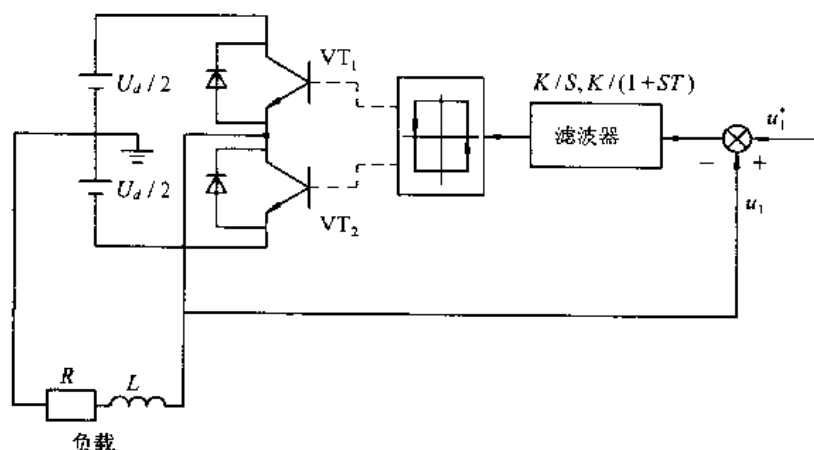 VT₁
U_d / 2
K/S, K/(1+ST)
滤波器
u₁*
− +
U_d / 2
VT₂
u₁
R
L
负载